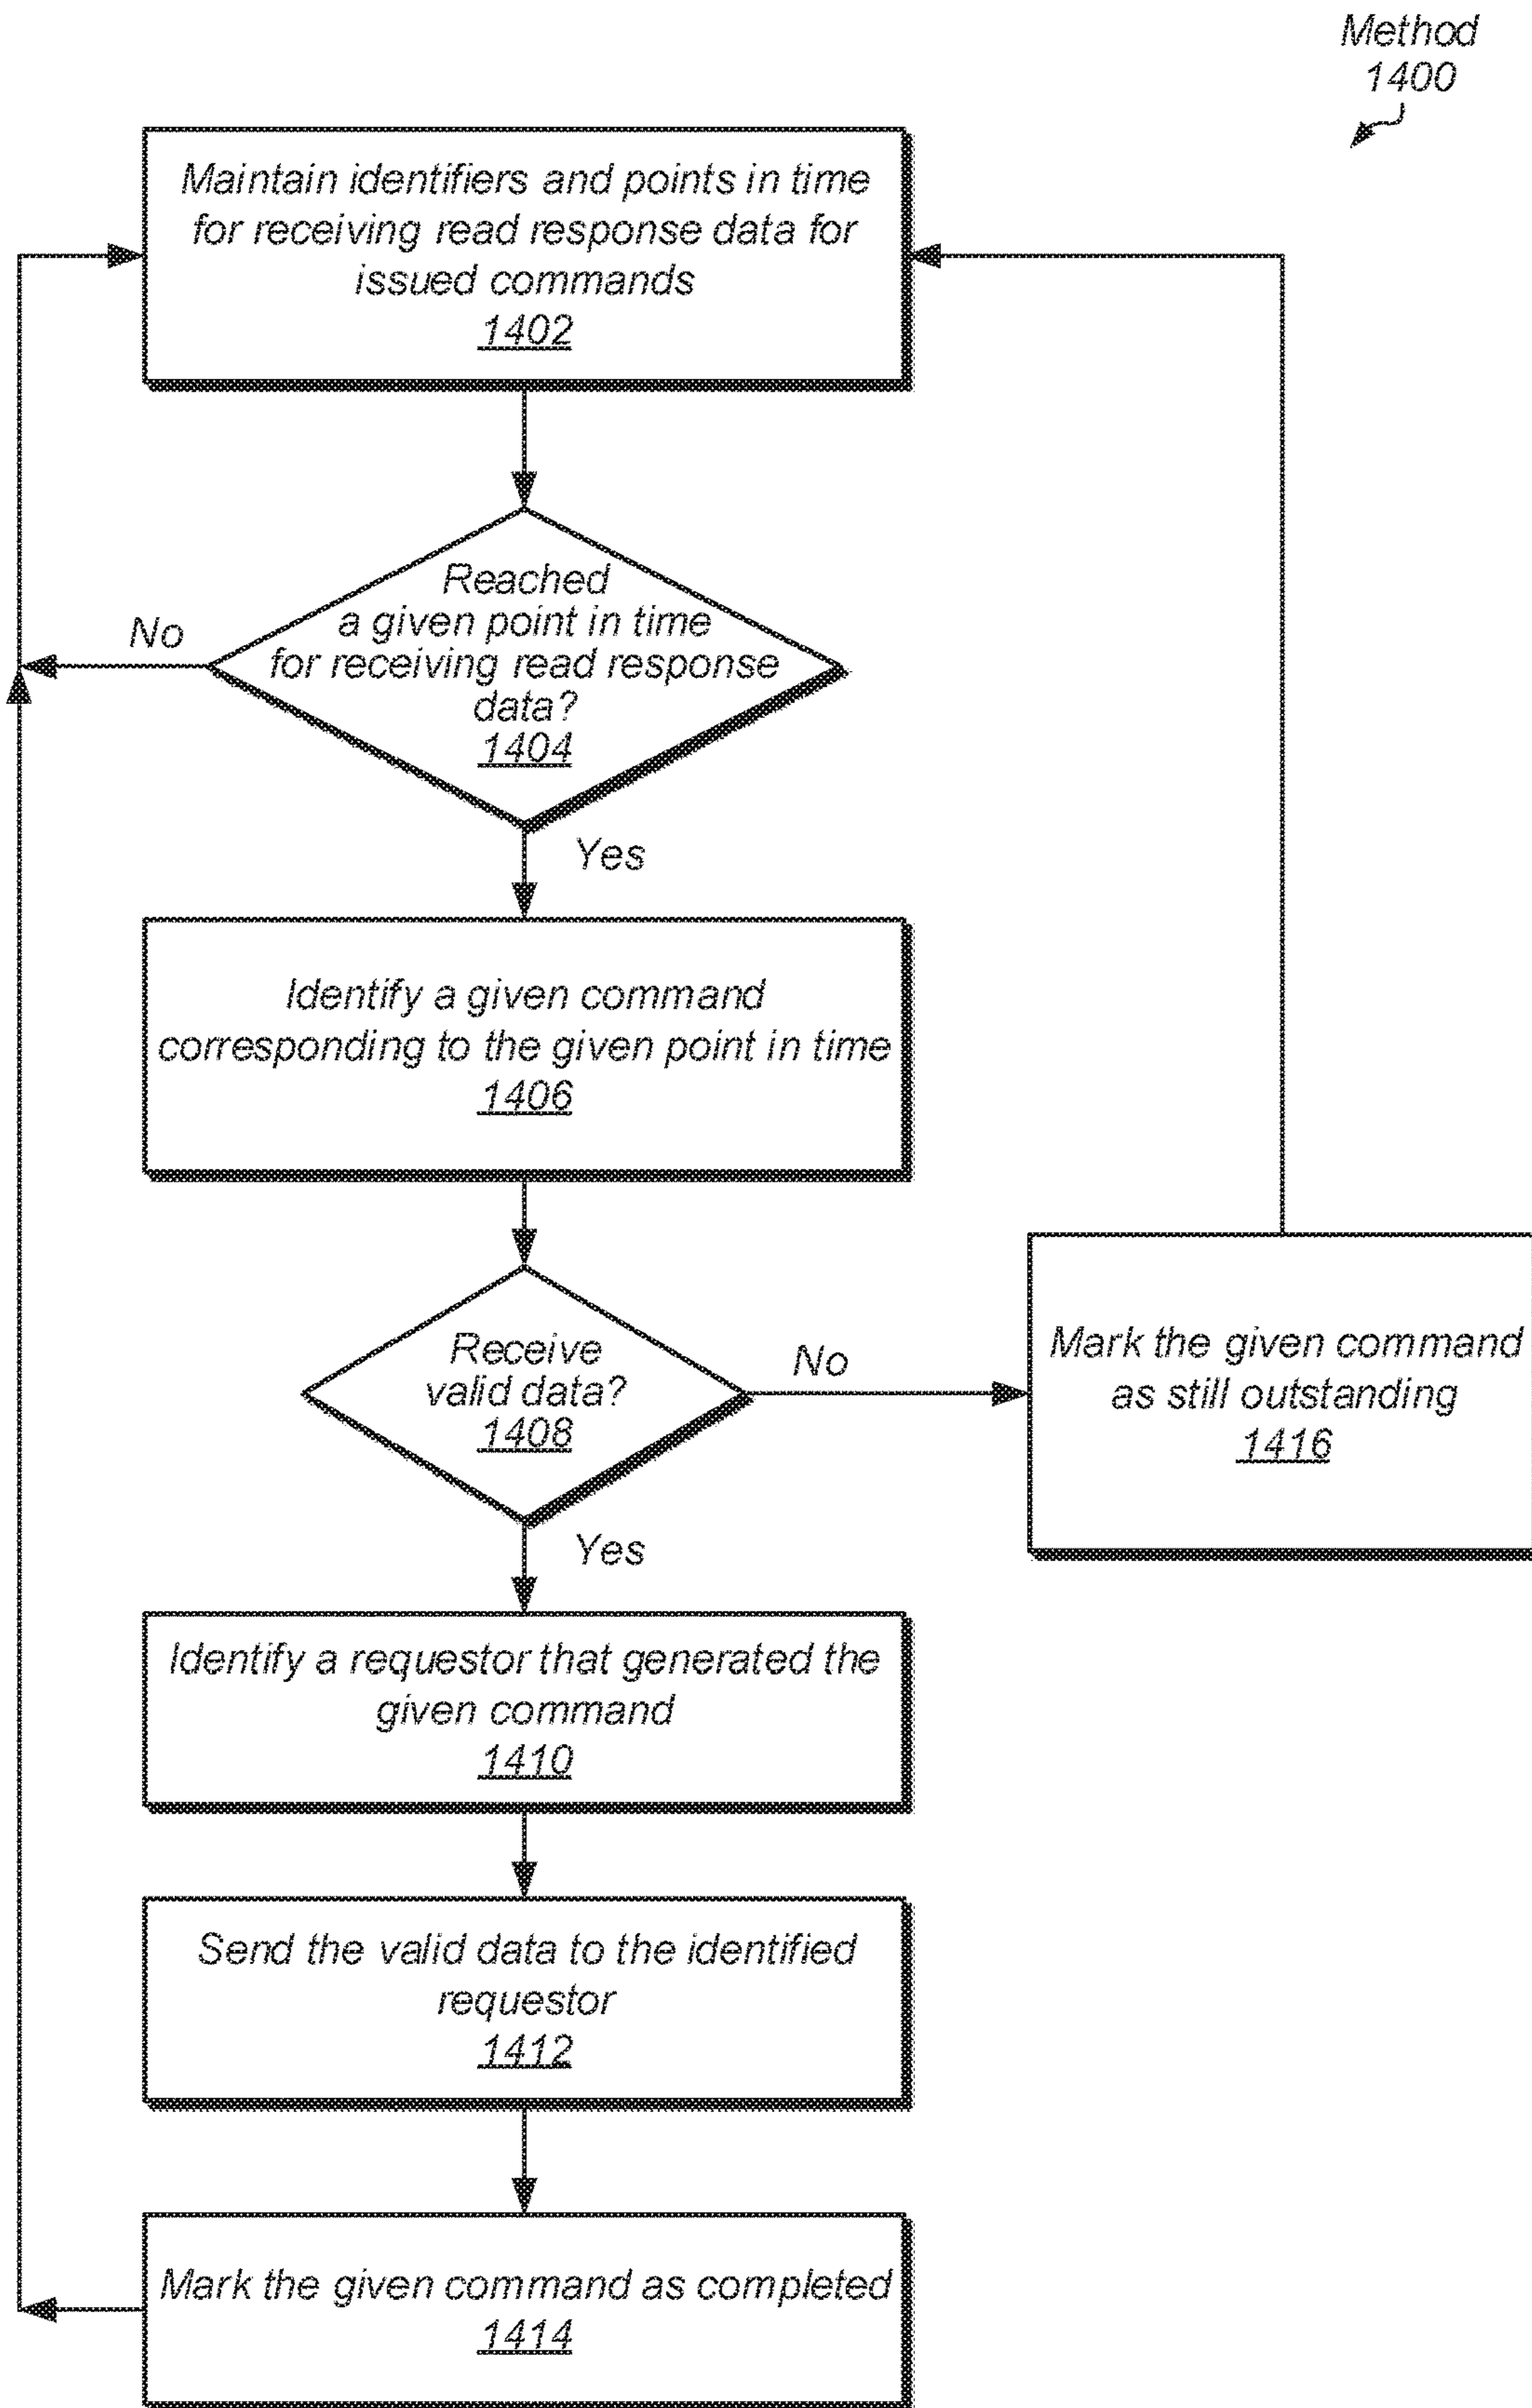 Method
1400
Maintain identifiers and points in time
for receiving read response data for
issued commands
1402
Reached
a given point in time
for receiving read response
data?
1404
No
Yes
Identify a given command
corresponding to the given point in time
1406
Receive
valid data?
1408
No
Mark the given command
as still outstanding
1416
Yes
Identify a requestor that generated the
given command
1410
Send the valid data to the identified
requestor
1412
Mark the given command as completed
1414